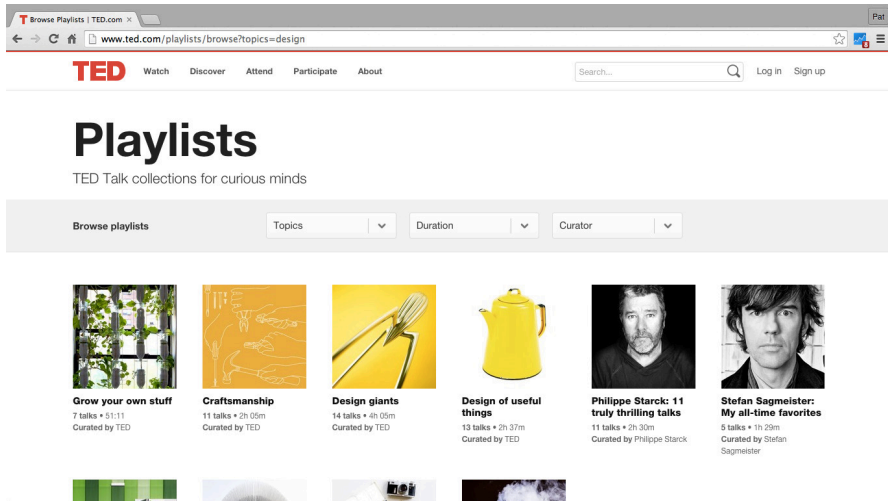 Browse Playlists | TED.com
Pat
www.ted.com/playlists/browse?topics=design
8
TED Watch Discover Attend Participate About Search... Log in Sign up
Playlists
TED Talk collections for curious minds
Browse playlists Topics Duration Curator
Grow your own stuff
7 talks • 51:11
Curated by TED
Craftsmanship
11 talks • 2h 05m
Curated by TED
Design giants
14 talks • 4h 05m
Curated by TED
Design of useful
things
13 talks • 2h 37m
Curated by TED
Philippe Starck: 11
truly thrilling talks
11 talks • 2h 30m
Curated by Philippe Starck
Stefan Sagmeister:
My all-time favorites
5 talks • 1h 29m
Curated by Stefan
Sagmeister